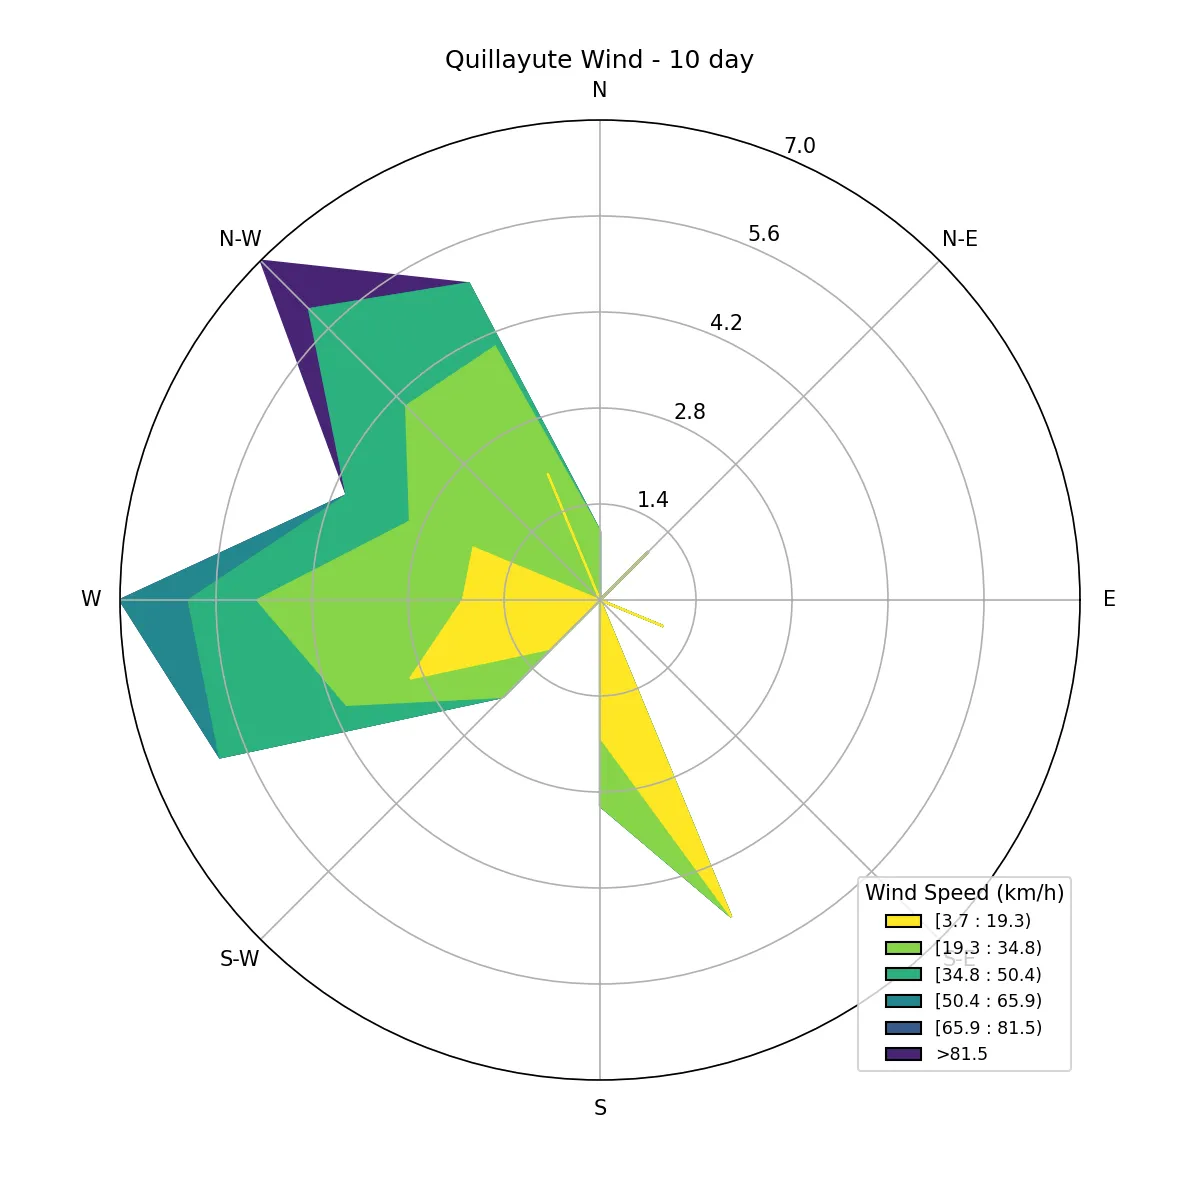 Quillayute Wind - 10 day
N
7.0
N-W
5.6
N-E
4.2
2.8
1.4
W
E
Wind Speed (km/h)
[3.7 : 19.3)
[19.3 : 34.8)
S-W
S-E
[34.8 : 50.4)
[50.4 : 65.9)
[65.9 : 81.5)
>81.5
S